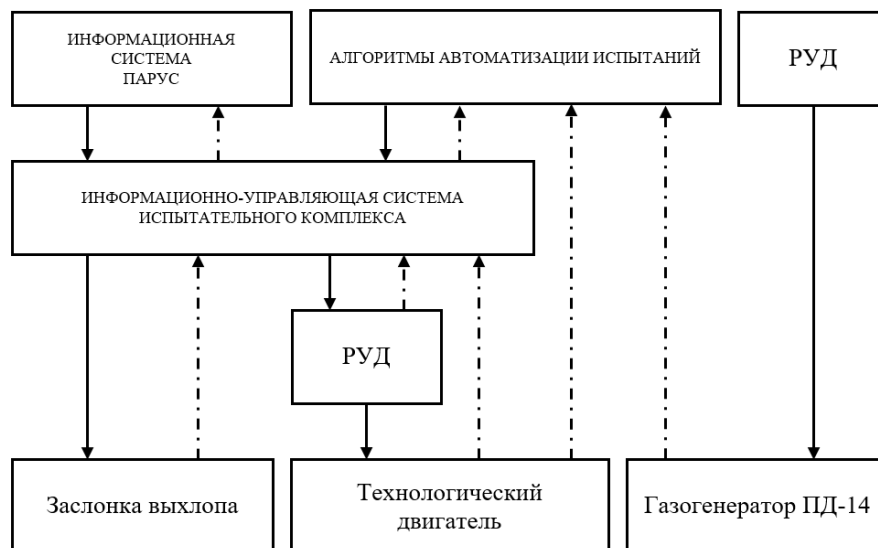 ИНФОРМАЦИОННАЯ
СИСТЕМА
ПАРУС
АЛГОРИТМЫ АВТОМАТИЗАЦИИ ИСПЫТАНИЙ
РУД
ИНФОРМАЦИОННО-УПРАВЛЯЮЩАЯ СИСТЕМА
ИСПЫТАТЕЛЬНОГО КОМПЛЕКСА
РУД
Заслонка выхлопа
Технологический
двигатель
Газогенератор ПД-14